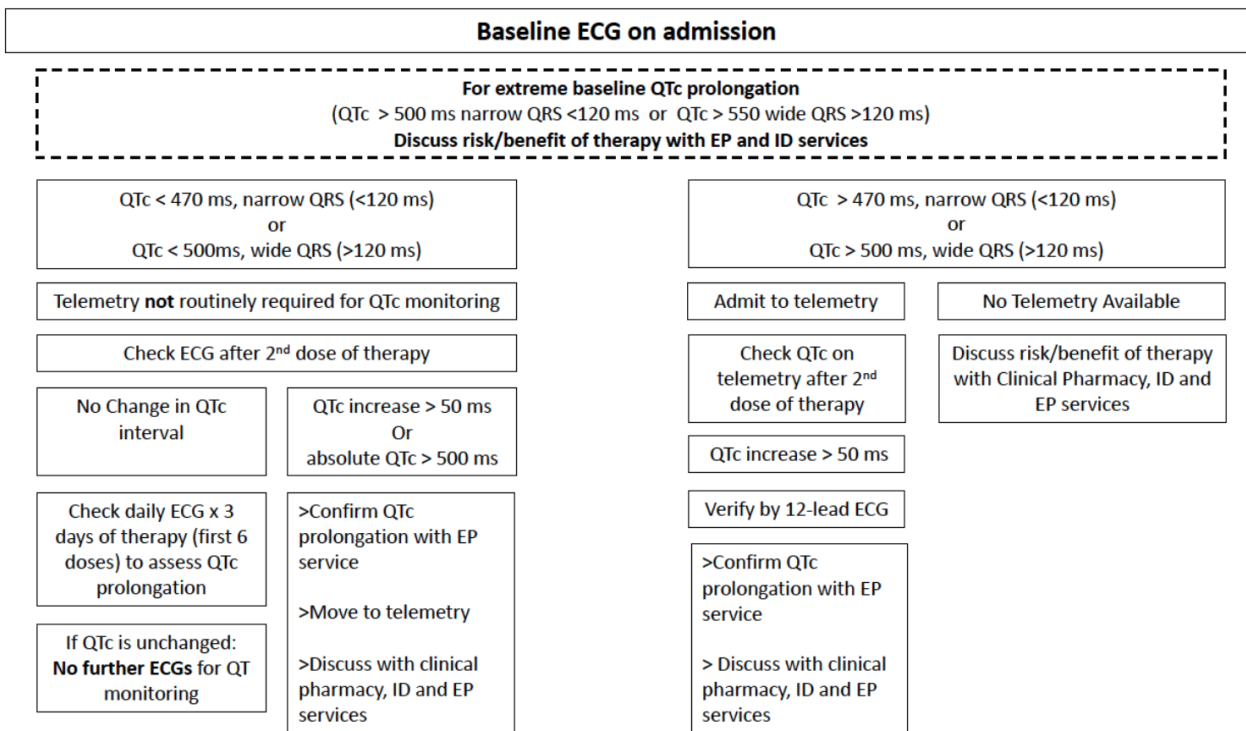 Baseline ECG on admission
For extreme baseline QTc prolongation
(QTc > 500 ms narrow QRS <120 ms or QTc > 550 wide QRS >120 ms)
Discuss risk/benefit of therapy with EP and ID services
QTc < 470 ms, narrow QRS (<120 ms)
or
QTc < 500ms, wide QRS (>120 ms)
Telemetry not routinely required for QTc monitoring
Check ECG after 2nd dose of therapy
No Change in QTc
interval
Check daily ECG x 3
days of therapy (first 6
doses) to assess QTc
prolongation
If QTc is unchanged:
No further ECGs for QT
monitoring
QTc increase > 50 ms
Or
absolute QTc > 500 ms
>Confirm QTc
prolongation with EP
service
>Move to telemetry
>Discuss with clinical
pharmacy, ID and EP
services
QTc > 470 ms, narrow QRS (<120 ms)
or
QTc > 500 ms, wide QRS (>120 ms)
Admit to telemetry
Check QTc on
telemetry after 2nd
dose of therapy
QTc increase > 50 ms
Verify by 12-lead ECG
>Confirm QTc
prolongation with EP
service
> Discuss with clinical
pharmacy, ID and EP
services
No Telemetry Available
Discuss risk/benefit of therapy
with Clinical Pharmacy, ID and
EP services